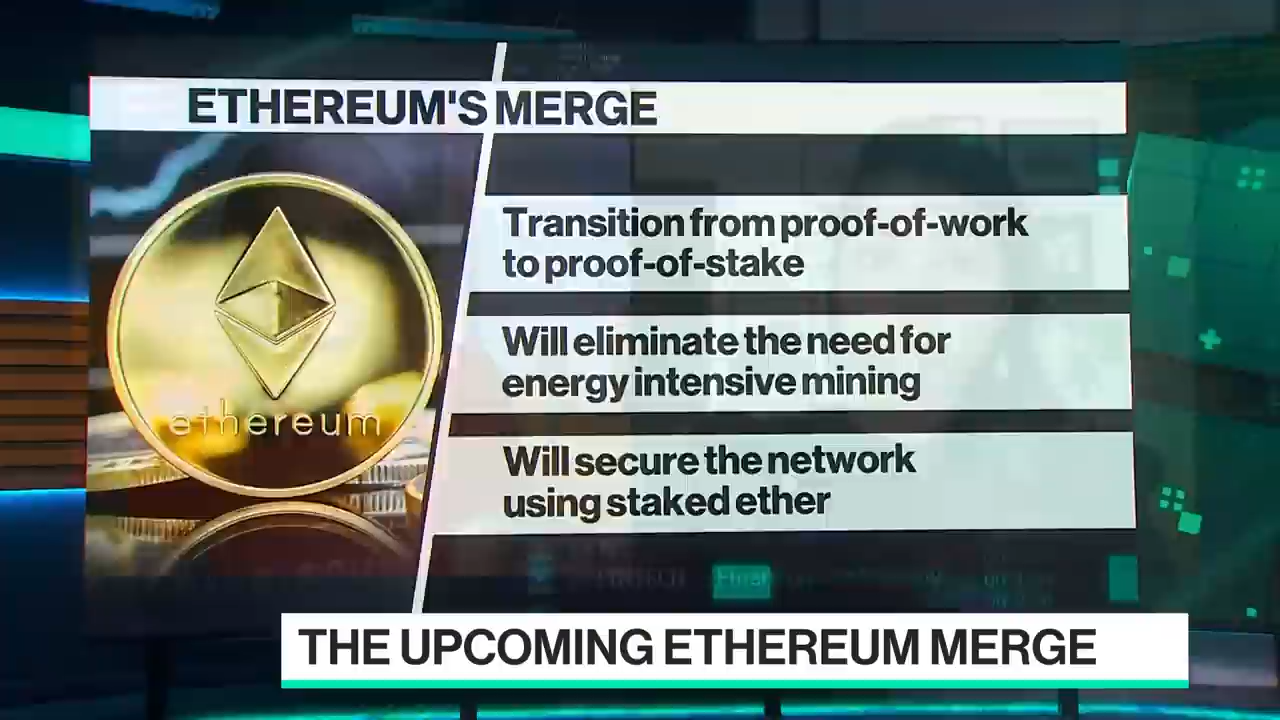 ETHEREUM'S MERGE
ethereum
Transition from proof-of-work
to proof-of-stake
Will eliminate the need for
energy intensive mining
Will secure the network
using staked ether
THE UPCOMING ETHEREUM MERGE